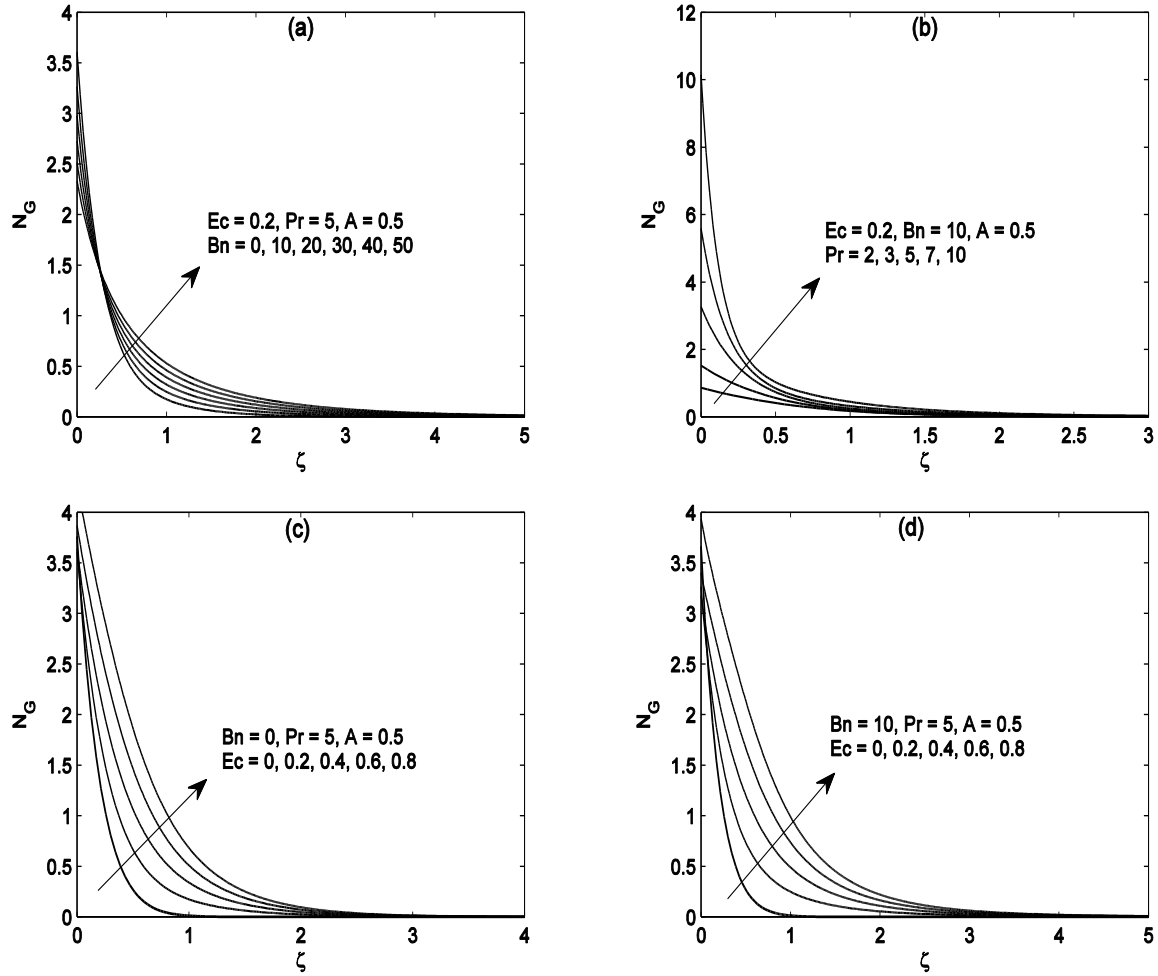 (a)
4
3.5
3
2.5
2
1.5
1
0.5
0
N_G
Ec = 0.2, Pr = 5, A = 0.5
Bn = 0, 10, 20, 30, 40, 50
0 1 2 3 4 5
ζ
(b)
12
10
8
6
4
2
0
N_G
Ec = 0.2, Bn = 10, A = 0.5
Pr = 2, 3, 5, 7, 10
0 0.5 1 1.5 2 2.5 3
ζ
(c)
4
3.5
3
2.5
2
1.5
1
0.5
0
N_G
Bn = 0, Pr = 5, A = 0.5
Ec = 0, 0.2, 0.4, 0.6, 0.8
0 1 2 3 4
ζ
(d)
4
3.5
3
2.5
2
1.5
1
0.5
0
N_G
Bn = 10, Pr = 5, A = 0.5
Ec = 0, 0.2, 0.4, 0.6, 0.8
0 1 2 3 4 5
ζ